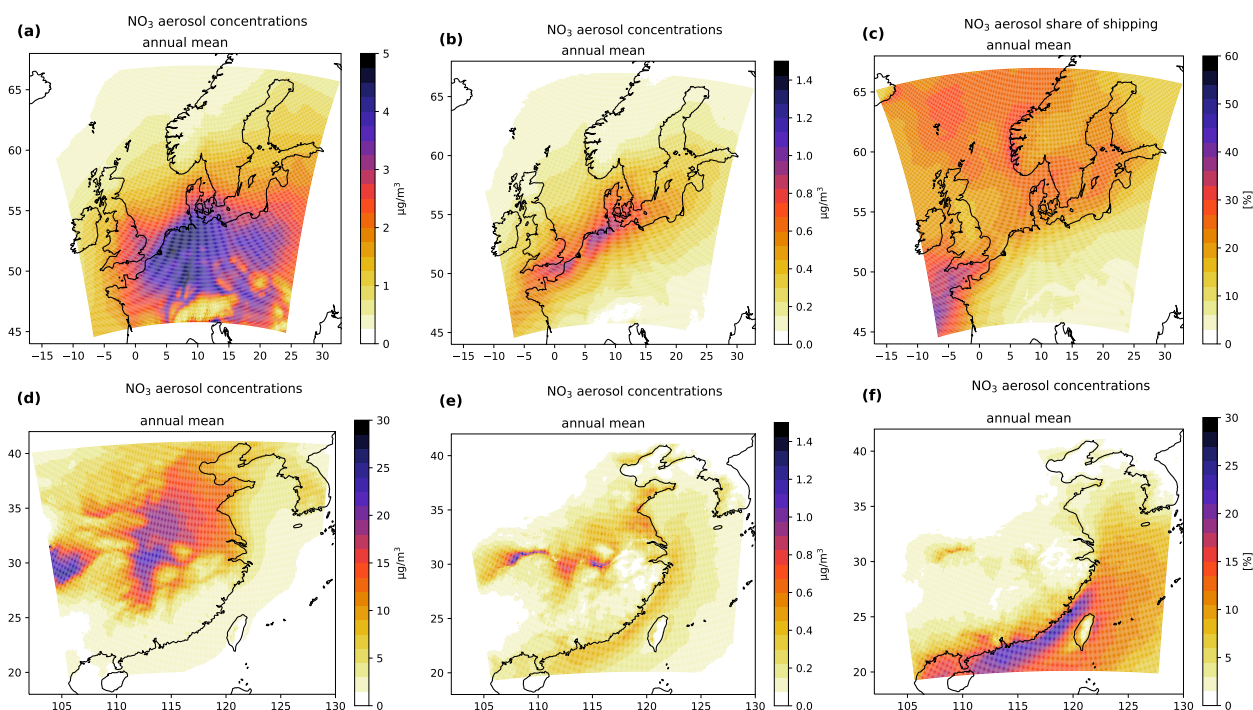 (a)
NO₃ aerosol concentrations
annual mean
65
60
55
50
45
−15 −10 −5 0 5 10 15 20 25 30
5
4
3
2
1
0
μg/m³
(b)
NO₃ aerosol concentrations
annual mean
65
60
55
50
45
−15 −10 −5 0 5 10 15 20 25 30
1.4
1.2
1.0
0.8
0.6
0.4
0.2
0.0
μg/m³
(c)
NO₃ aerosol share of shipping
annual mean
65
60
55
50
45
−15 −10 −5 0 5 10 15 20 25 30
60
50
40
30
20
10
0
[%]
(d)
NO₃ aerosol concentrations
annual mean
40
35
30
25
20
105 110 115 120 125 130
30
25
20
15
10
5
0
μg/m³
(e)
NO₃ aerosol concentrations
annual mean
40
35
30
25
20
105 110 115 120 125 130
1.4
1.2
1.0
0.8
0.6
0.4
0.2
0.0
μg/m³
(f)
NO₃ aerosol concentrations
annual mean
40
35
30
25
20
105 110 115 120 125 130
30
25
20
15
10
5
0
[%]